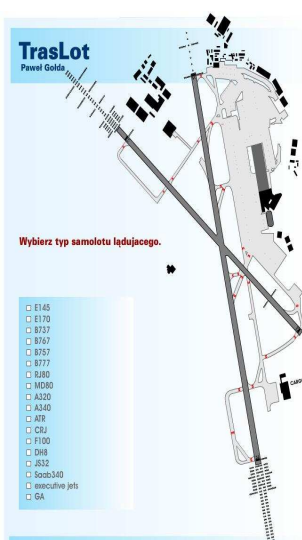 TrasLot
Paweł Gołda
Wybierz typ samolotu lądujacego.
E145
E170
B737
B767
B757
B777
RJ80
MD80
A320
A340
ATR
CRJ
F100
DH8
JS32
Saab340
executive jets
GA